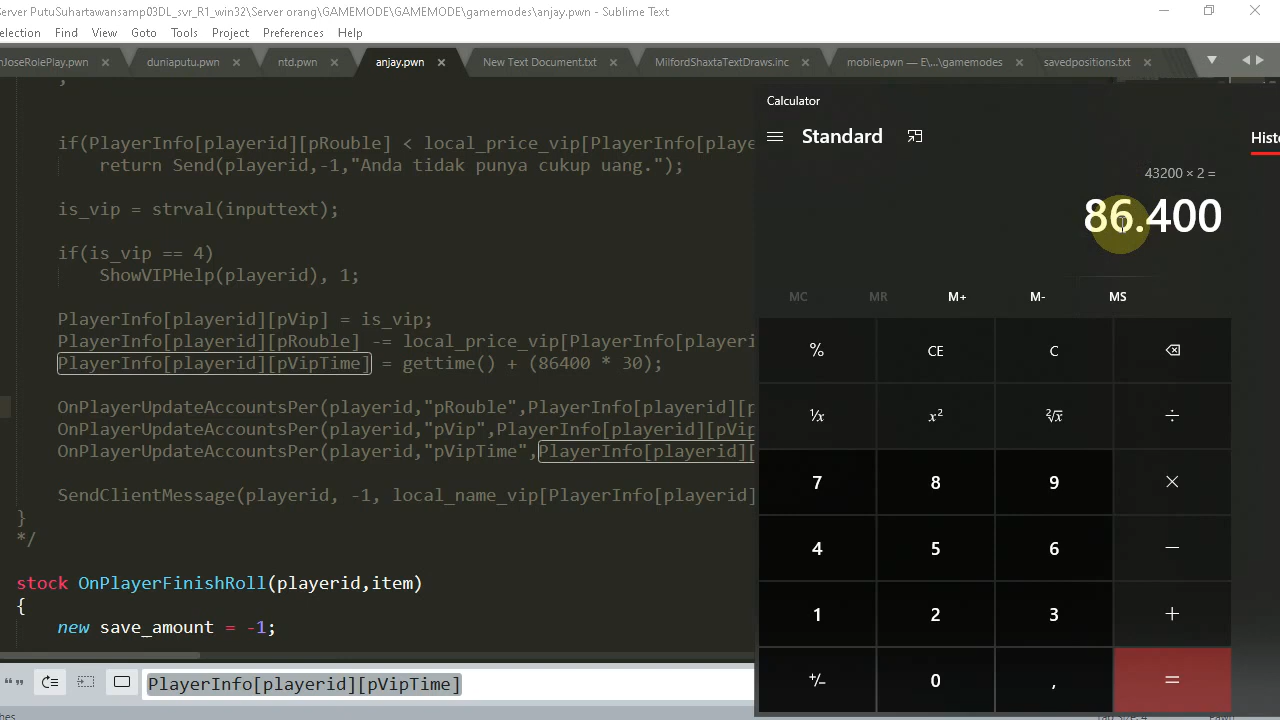 Server PutuSuhartawansamp03DL_svr_R1_win32\Server orang\GAMEMODE\GAMEMODE\gamemodes\anjay.pwn - Sublime Text
election Find View Goto Tools Project Preferences Help
nJoseRolePlay.pwn duniaputu.pwn ntd.pwn anjay.pwn New Text Document.txt MilfordShaxtaTextDraws.inc mobile.pwn — E\...\gamemodes savedpositions.txt
if(PlayerInfo[playerid][pRouble] < local_price_vip[PlayerInfo[playe
return Send(playerid,-1,"Anda tidak punya cukup uang.");
is_vip = strval(inputtext);
if(is_vip == 4)
ShowVIPHelp(playerid), 1;
PlayerInfo[playerid][pVip] = is_vip;
PlayerInfo[playerid][pRouble] -= local_price_vip[PlayerInfo[playeri
PlayerInfo[playerid][pVipTime] = gettime() + (86400 * 30);
OnPlayerUpdateAccountsPer(playerid,"pRouble",PlayerInfo[playerid][p
OnPlayerUpdateAccountsPer(playerid,"pVip",PlayerInfo[playerid][pVip
OnPlayerUpdateAccountsPer(playerid,"pVipTime",PlayerInfo[playerid][
SendClientMessage(playerid, -1, local_name_vip[PlayerInfo[playerid]
}
*/
stock OnPlayerFinishRoll(playerid,item)
{
new save_amount = -1;
PlayerInfo[playerid][pVipTime]
Calculator
Standard
Histo
43200 × 2 =
86.400
MC MR M+ M- MS
% CE C ⌫
¹/x x² ²√x ÷
7 8 9 ×
4 5 6 −
1 2 3 +
+/- 0 , =